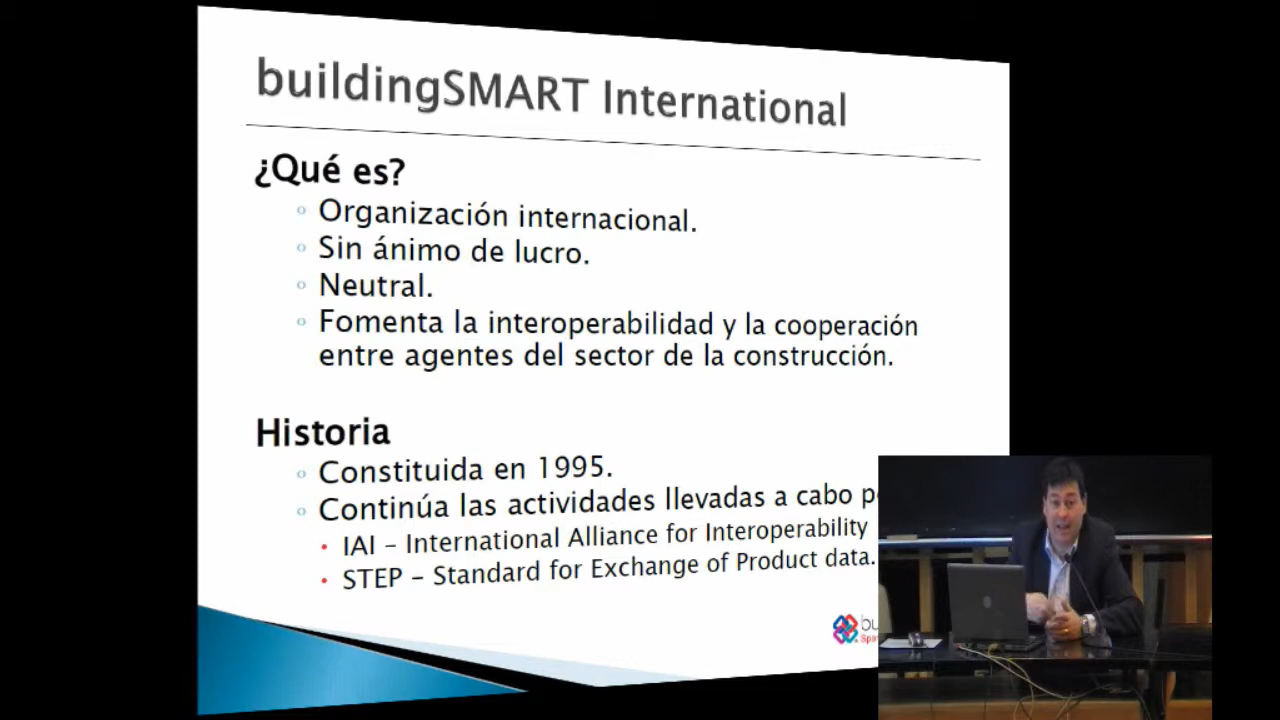 buildingSMART International
¿Qué es?
Organización internacional.
Sin ánimo de lucro.
Neutral.
Fomenta la interoperabilidad y la cooperación
entre agentes del sector de la construcción.
Historia
Constituida en 1995.
Continúa las actividades llevadas a cabo
IAI – International Alliance for Interoperability
STEP – Standard for Exchange of Product data.